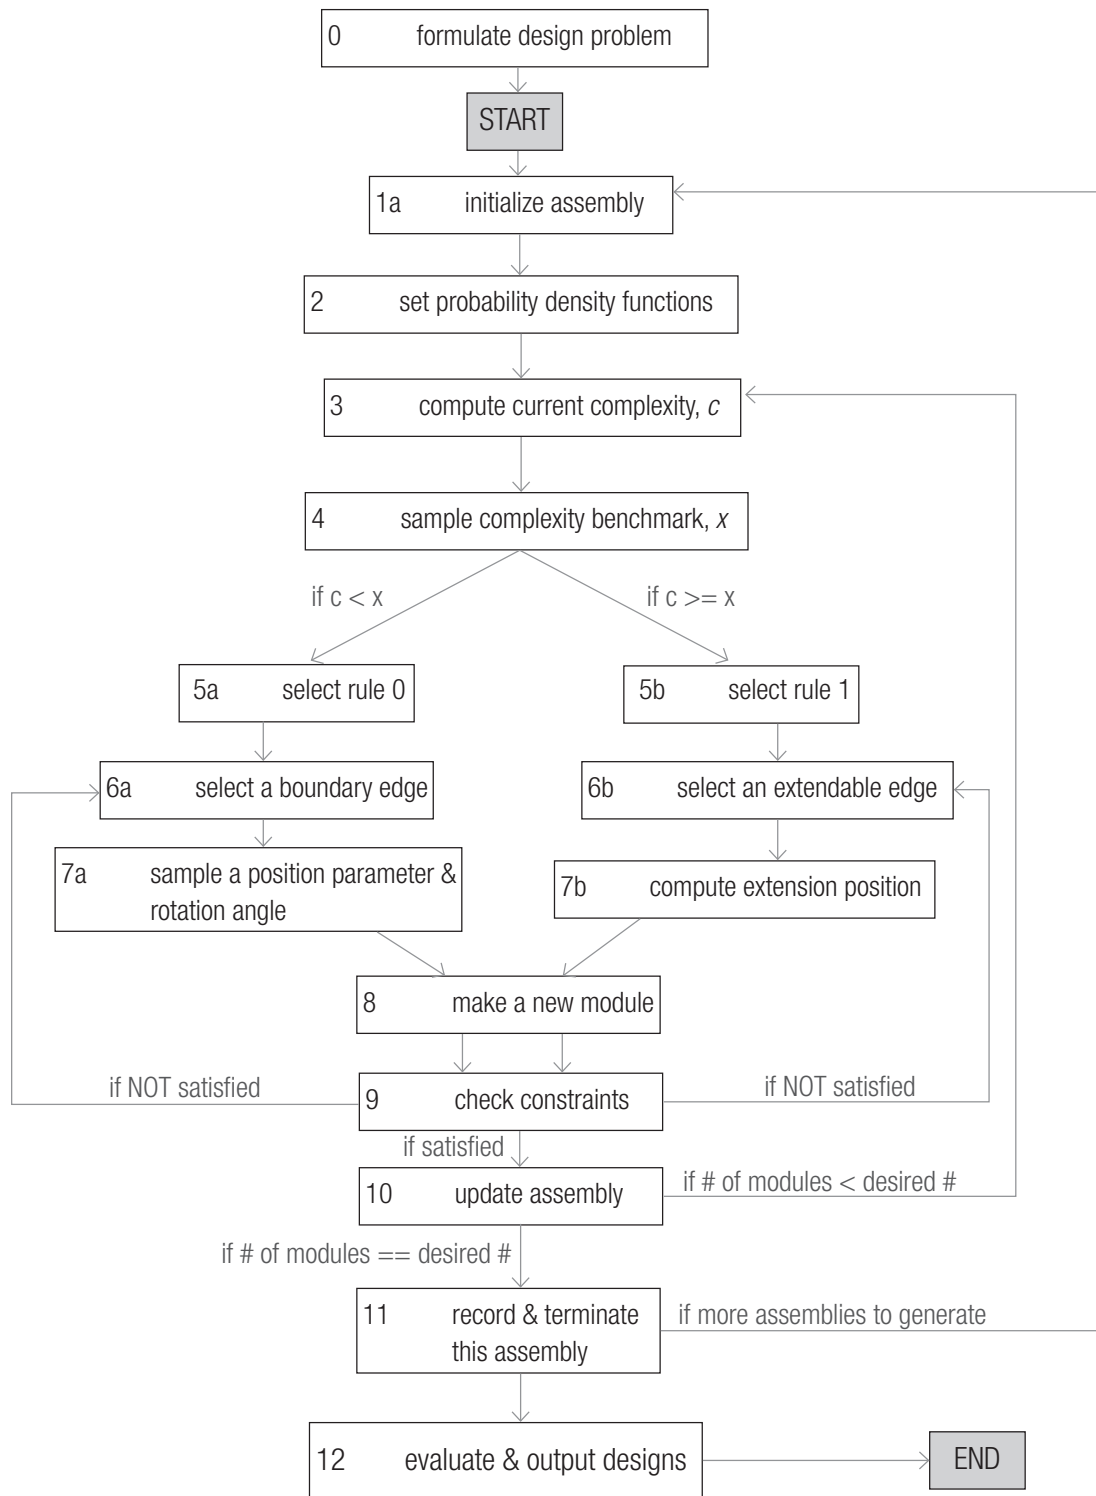 0 formulate design problem
START
1a initialize assembly
2 set probability density functions
3 compute current complexity, c
4 sample complexity benchmark, x
if c < x
if c >= x
5a select rule 0
5b select rule 1
6a select a boundary edge
6b select an extendable edge
7a sample a position parameter &
rotation angle
7b compute extension position
8 make a new module
if NOT satisfied
if NOT satisfied
9 check constraints
if satisfied
10 update assembly
if # of modules < desired #
if # of modules == desired #
11 record & terminate
this assembly
if more assemblies to generate
12 evaluate & output designs
END